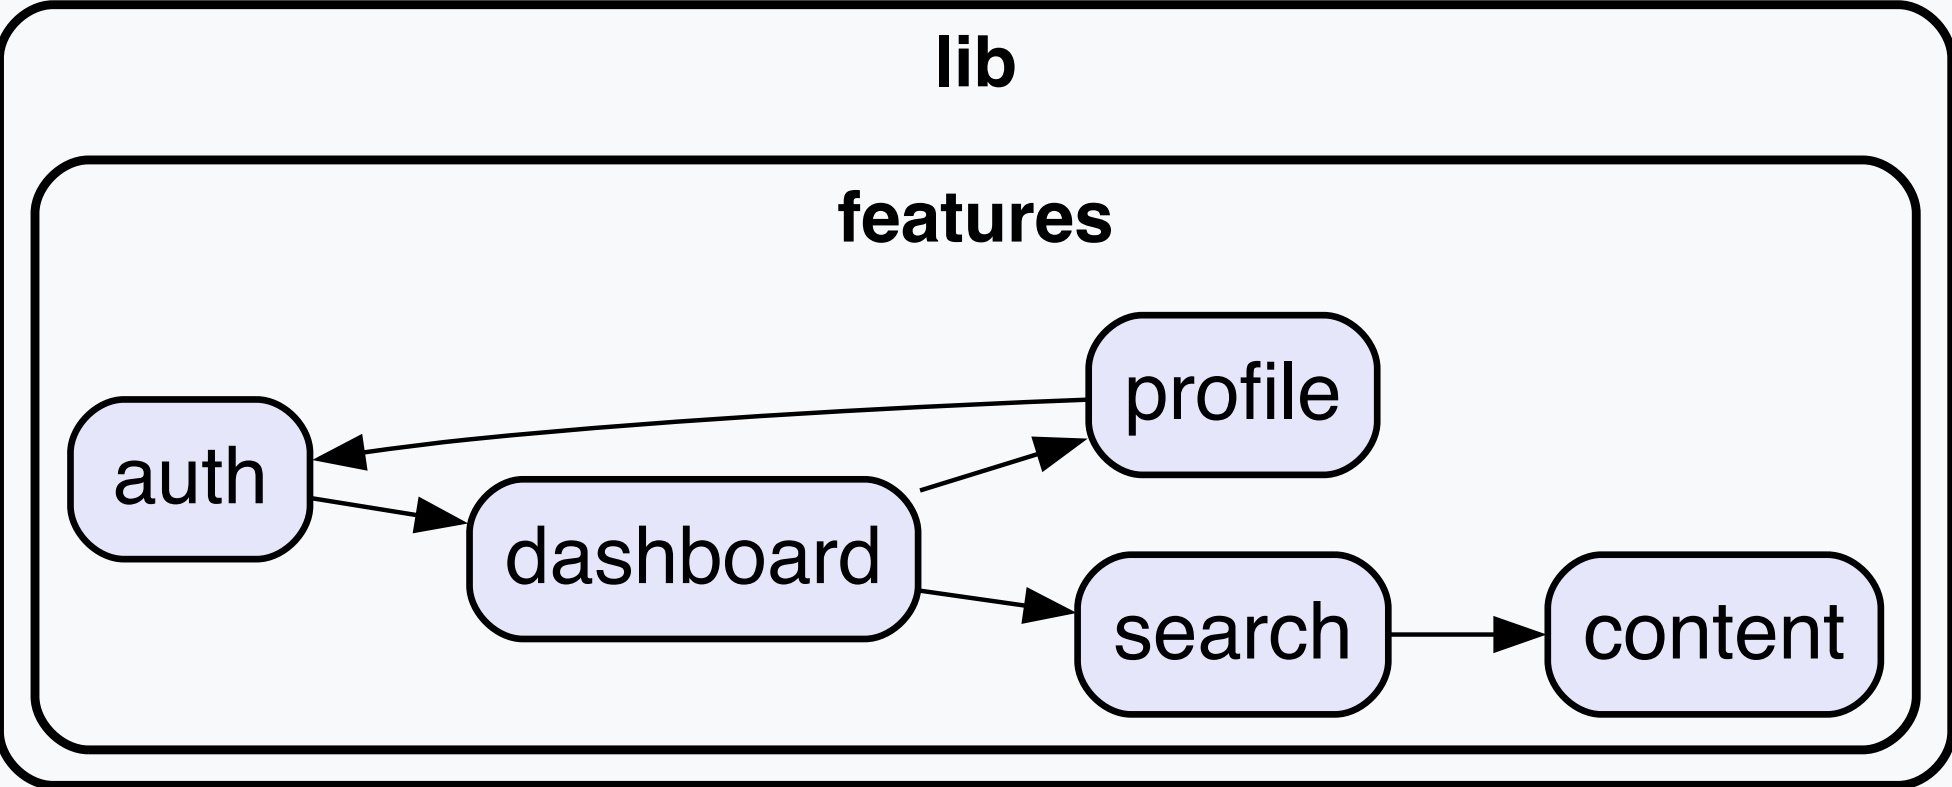 lib
features
profile
auth
dashboard
search
content